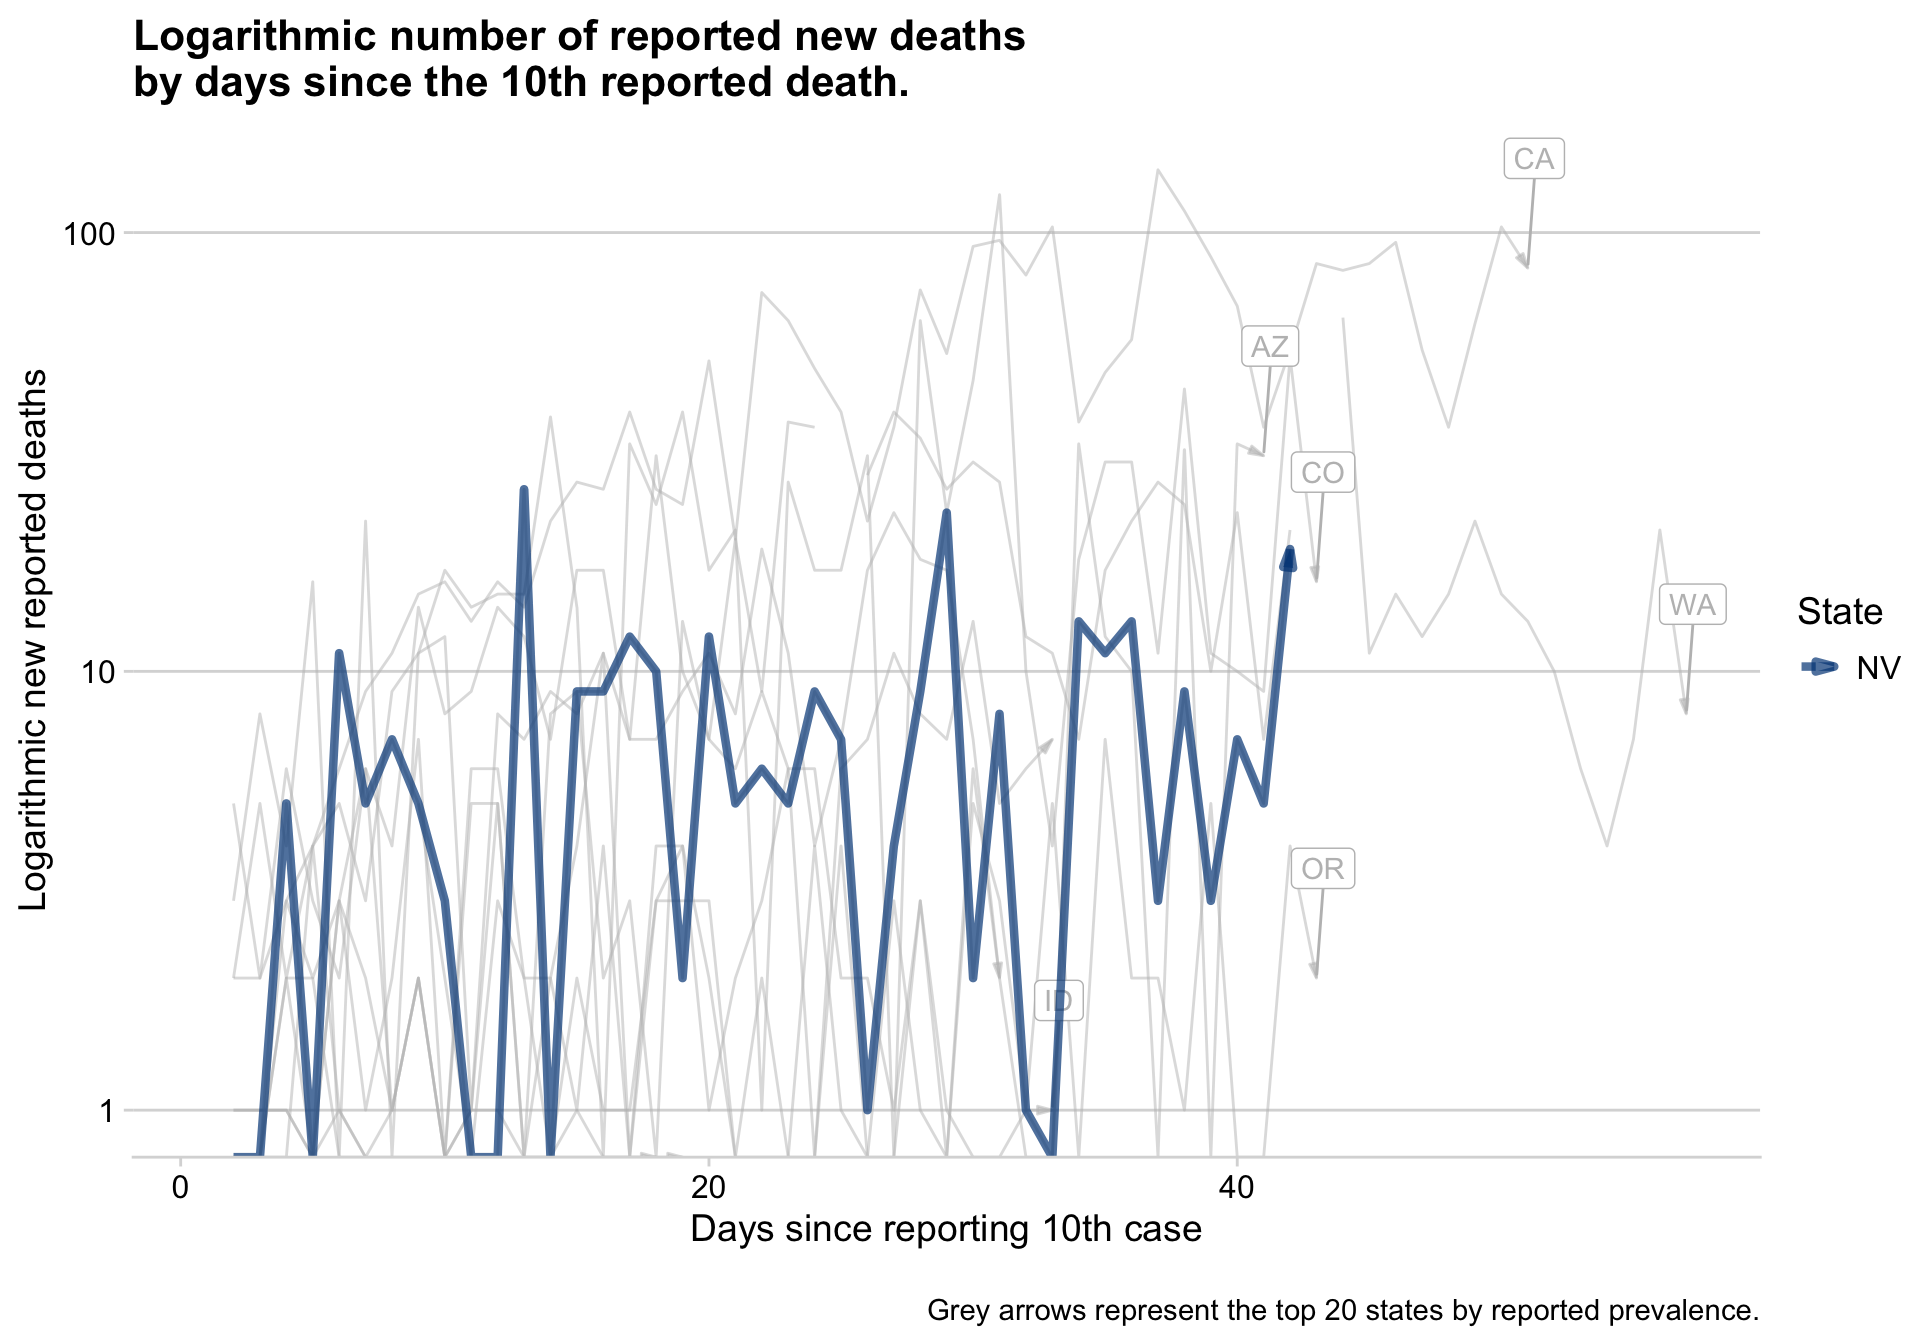 Logarithmic number of reported new deaths
by days since the 10th reported death.
Logarithmic new reported deaths
100
10
1
CA
AZ
CO
WA
OR
ID
State
NV
0
20
40
Days since reporting 10th case
Grey arrows represent the top 20 states by reported prevalence.